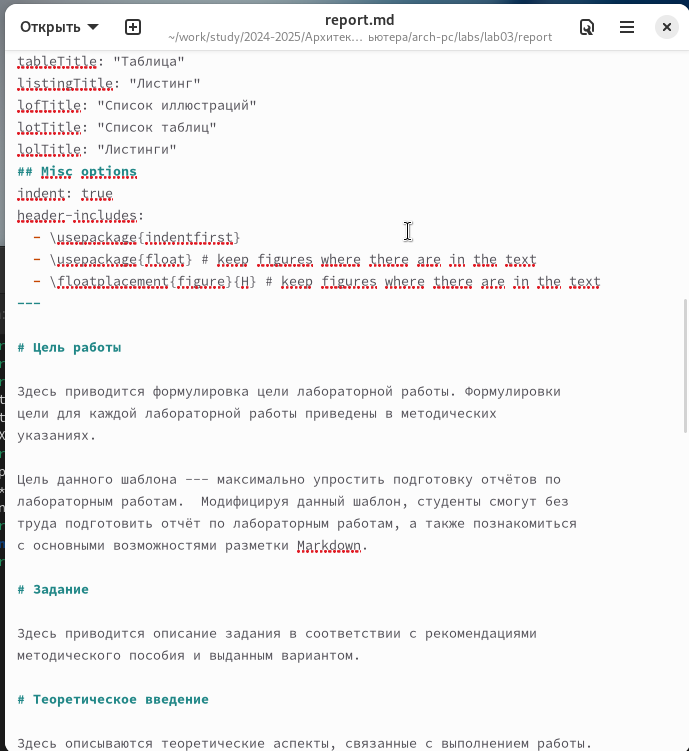 Открыть
report.md
~/work/study/2024-2025/Архитек… ьютера/arch-pc/labs/lab03/report
tableTitle: "Таблица"
listingTitle: "Листинг"
lofTitle: "Список иллюстраций"
lotTitle: "Список таблиц"
lolTitle: "Листинги"
## Misc options
indent: true
header-includes:
  - \usepackage{indentfirst}
  - \usepackage{float} # keep figures where there are in the text
  - \floatplacement{figure}{H} # keep figures where there are in the text
---
# Цель работы
Здесь приводится формулировка цели лабораторной работы. Формулировки
цели для каждой лабораторной работы приведены в методических
указаниях.
Цель данного шаблона --- максимально упростить подготовку отчётов по
лабораторным работам.  Модифицируя данный шаблон, студенты смогут без
труда подготовить отчёт по лабораторным работам, а также познакомиться
с основными возможностями разметки Markdown.
# Задание
Здесь приводится описание задания в соответствии с рекомендациями
методического пособия и выданным вариантом.
# Теоретическое введение
Здесь описываются теоретические аспекты, связанные с выполнением работы.